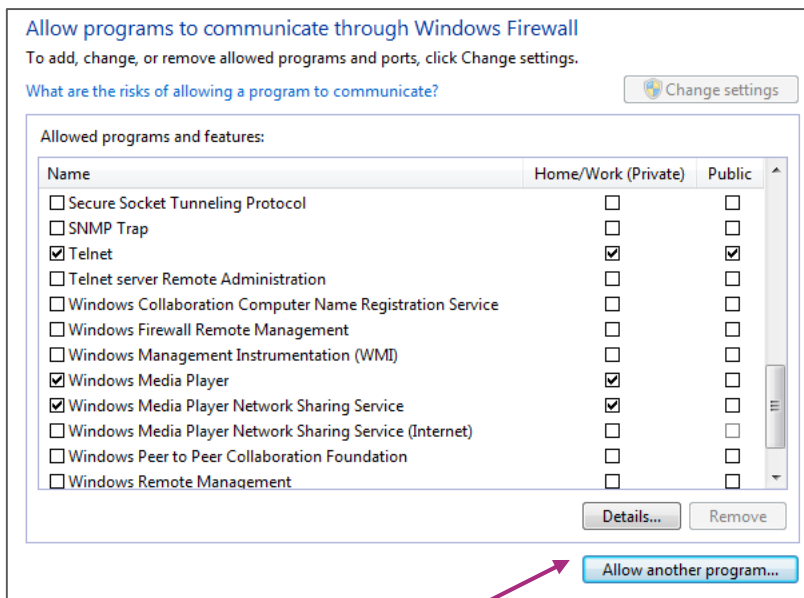 Allow programs to communicate through Windows Firewall
To add, change, or remove allowed programs and ports, click Change settings.
What are the risks of allowing a program to communicate?
Change settings
Allowed programs and features:
Name Home/Work (Private) Public
Secure Socket Tunneling Protocol
SNMP Trap
Telnet
Telnet server Remote Administration
Windows Collaboration Computer Name Registration Service
Windows Firewall Remote Management
Windows Management Instrumentation (WMI)
Windows Media Player
Windows Media Player Network Sharing Service
Windows Media Player Network Sharing Service (Internet)
Windows Peer to Peer Collaboration Foundation
Windows Remote Management
Details... Remove
Allow another program...